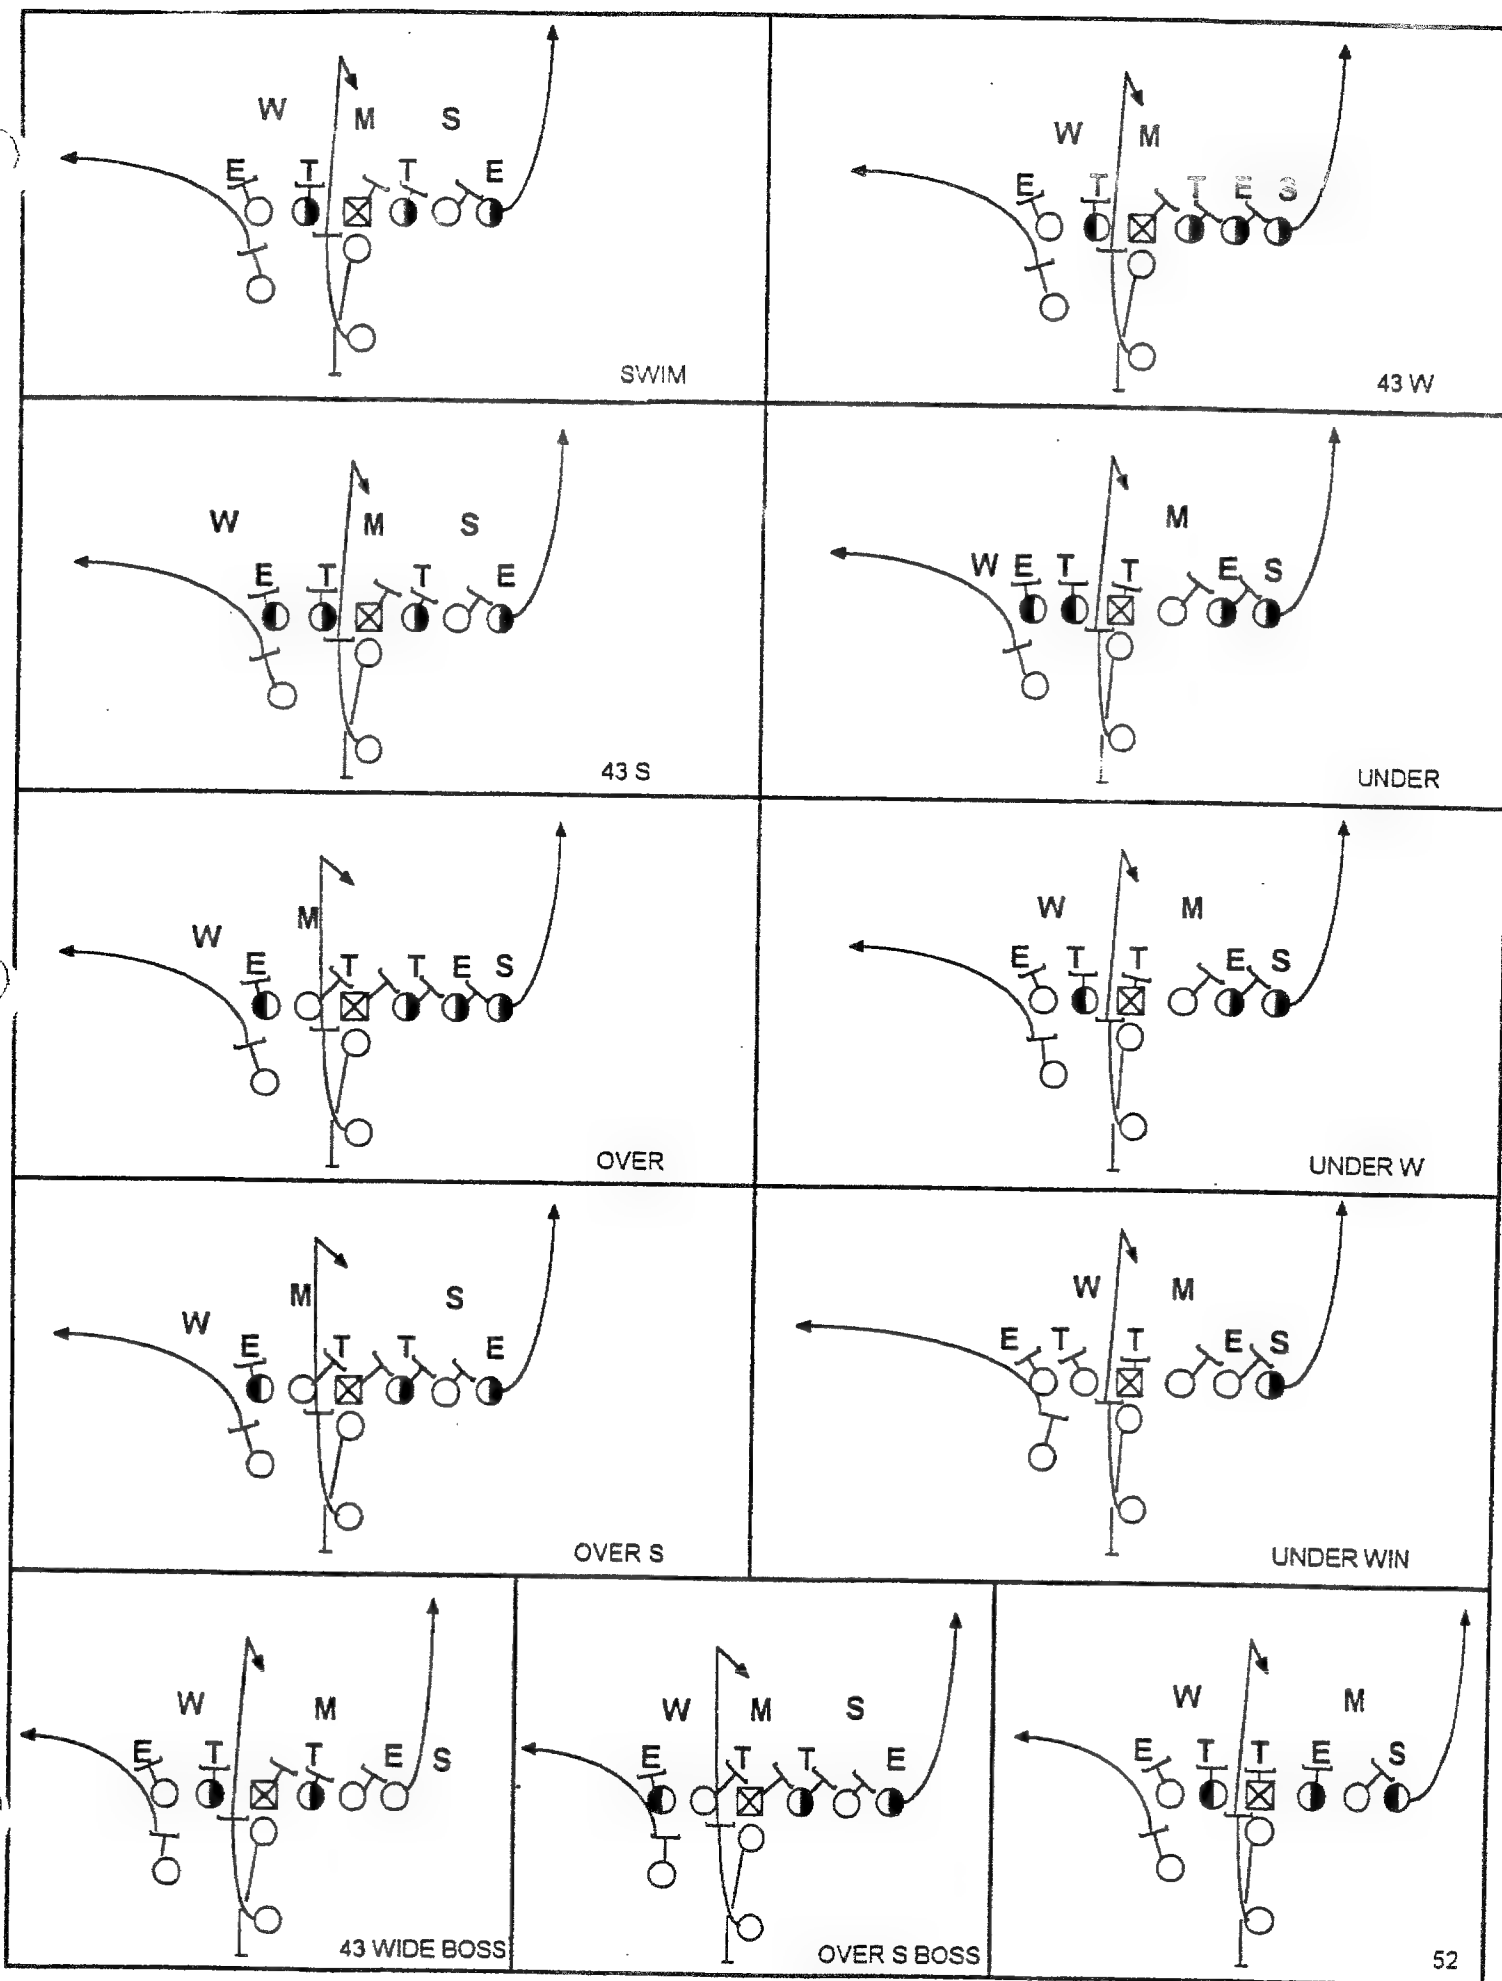 W M S
E T T E
SWIM
W M
E T T E S
43 W
W M S
E T T E
43 S
M
W E T T E S
UNDER
M
W
E T T E S
OVER
W M
E T T E S
UNDER W
M S
W
E T T E
OVER S
W M
E T T E S
UNDER WIN
W M
E T T E S
43 WIDE BOSS
W M S
E T T E
OVER S BOSS
W M
E T T E S
52